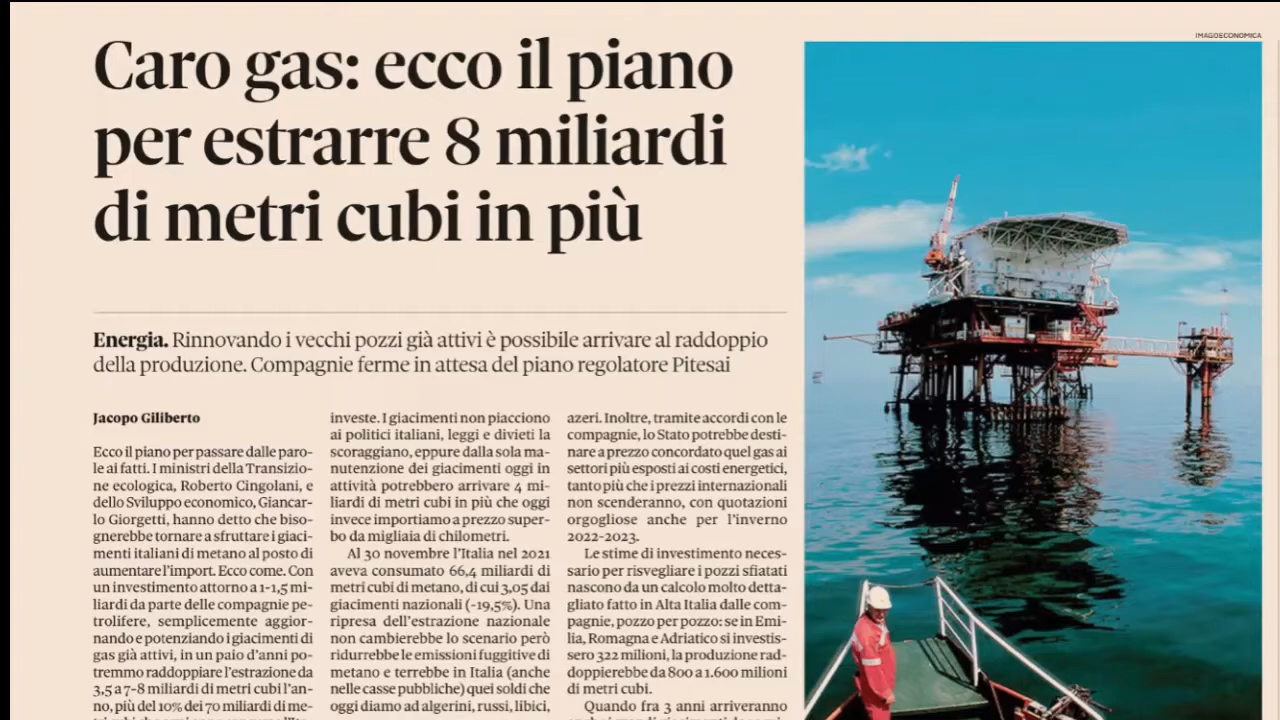 IMAGOECONOMICA
Caro gas: ecco il piano
per estrarre 8 miliardi
di metri cubi in più
Energia. Rinnovando i vecchi pozzi già attivi è possibile arrivare al raddoppio
della produzione. Compagnie ferme in attesa del piano regolatore Pitesai
Jacopo Giliberto
Ecco il piano per passare dalle paro-
le ai fatti. I ministri della Transizio-
ne ecologica, Roberto Cingolani, e
dello Sviluppo economico, Giancar-
lo Giorgetti, hanno detto che biso-
gnerebbe tornare a sfruttare i giaci-
menti italiani di metano al posto di
aumentare l'import. Ecco come. Con
un investimento attorno a 1-1,5 mi-
liardi da parte delle compagnie pe-
trolifere, semplicemente aggior-
nando e potenziando i giacimenti di
gas già attivi, in un paio d'anni po-
tremmo raddoppiare l'estrazione da
3,5 a 7-8 miliardi di metri cubi l'an-
no, più del 10% dei 70 miliardi di me-
investe. I giacimenti non piacciono
ai politici italiani, leggi e divieti la
scoraggiano, eppure dalla sola ma-
nutenzione dei giacimenti oggi in
attività potrebbero arrivare 4 mi-
liardi di metri cubi in più che oggi
invece importiamo a prezzo super-
bo da migliaia di chilometri.
Al 30 novembre l'Italia nel 2021
aveva consumato 66,4 miliardi di
metri cubi di metano, di cui 3,05 dai
giacimenti nazionali (-19,5%). Una
ripresa dell'estrazione nazionale
non cambierebbe lo scenario però
ridurrebbe le emissioni fuggitive di
metano e terrebbe in Italia (anche
nelle casse pubbliche) quei soldi che
oggi diamo ad algerini, russi, libici,
azeri. Inoltre, tramite accordi con le
compagnie, lo Stato potrebbe desti-
nare a prezzo concordato quel gas ai
settori più esposti ai costi energetici,
tanto più che i prezzi internazionali
non scenderanno, con quotazioni
orgogliose anche per l'inverno
2022-2023.
Le stime di investimento neces-
sario per risvegliare i pozzi sfiatati
nascono da un calcolo molto detta-
gliato fatto in Alta Italia dalle com-
pagnie, pozzo per pozzo: se in Emi-
lia, Romagna e Adriatico si investis-
sero 322 milioni, la produzione rad-
doppierebbe da 800 a 1.600 milioni
di metri cubi.
Quando fra 3 anni arriveranno